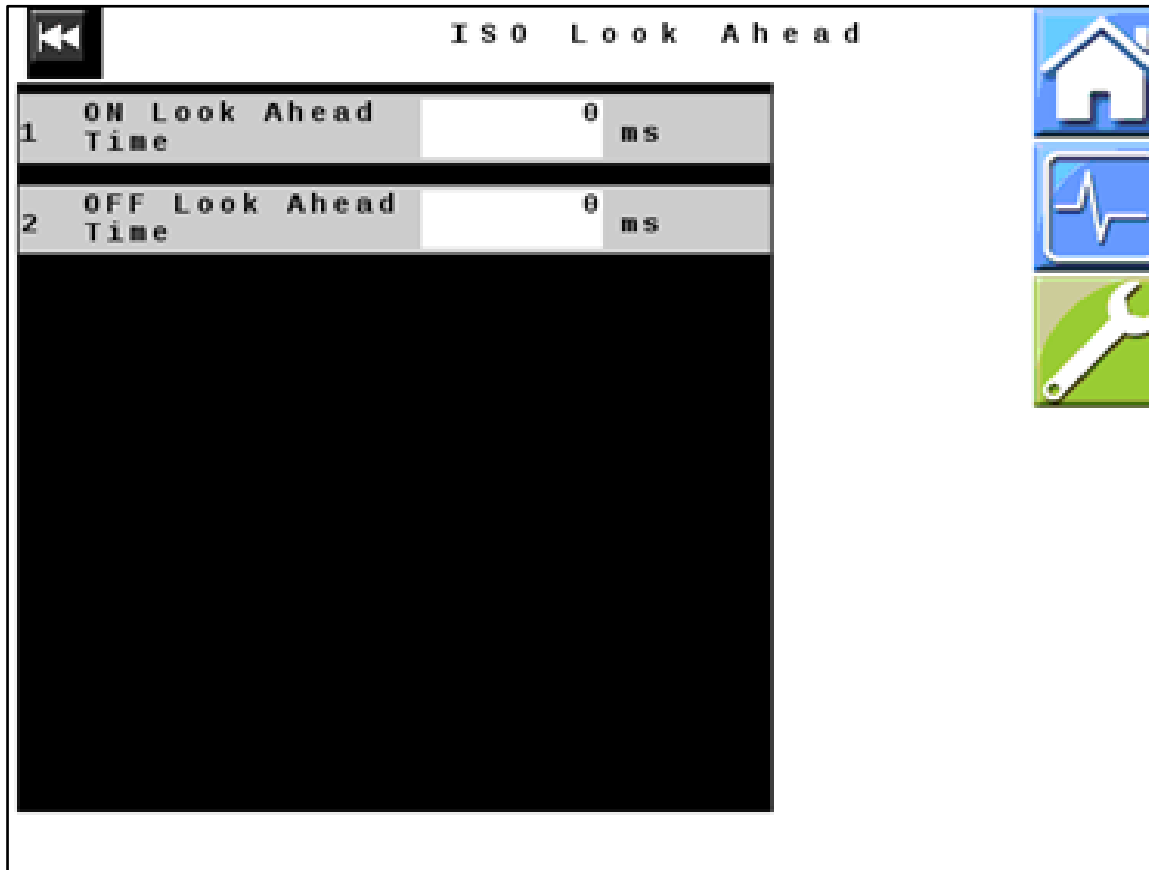 ISO Look Ahead
ON Look Ahead 0
1 ms
Time
OFF Look Ahead 0
2 ms
Time